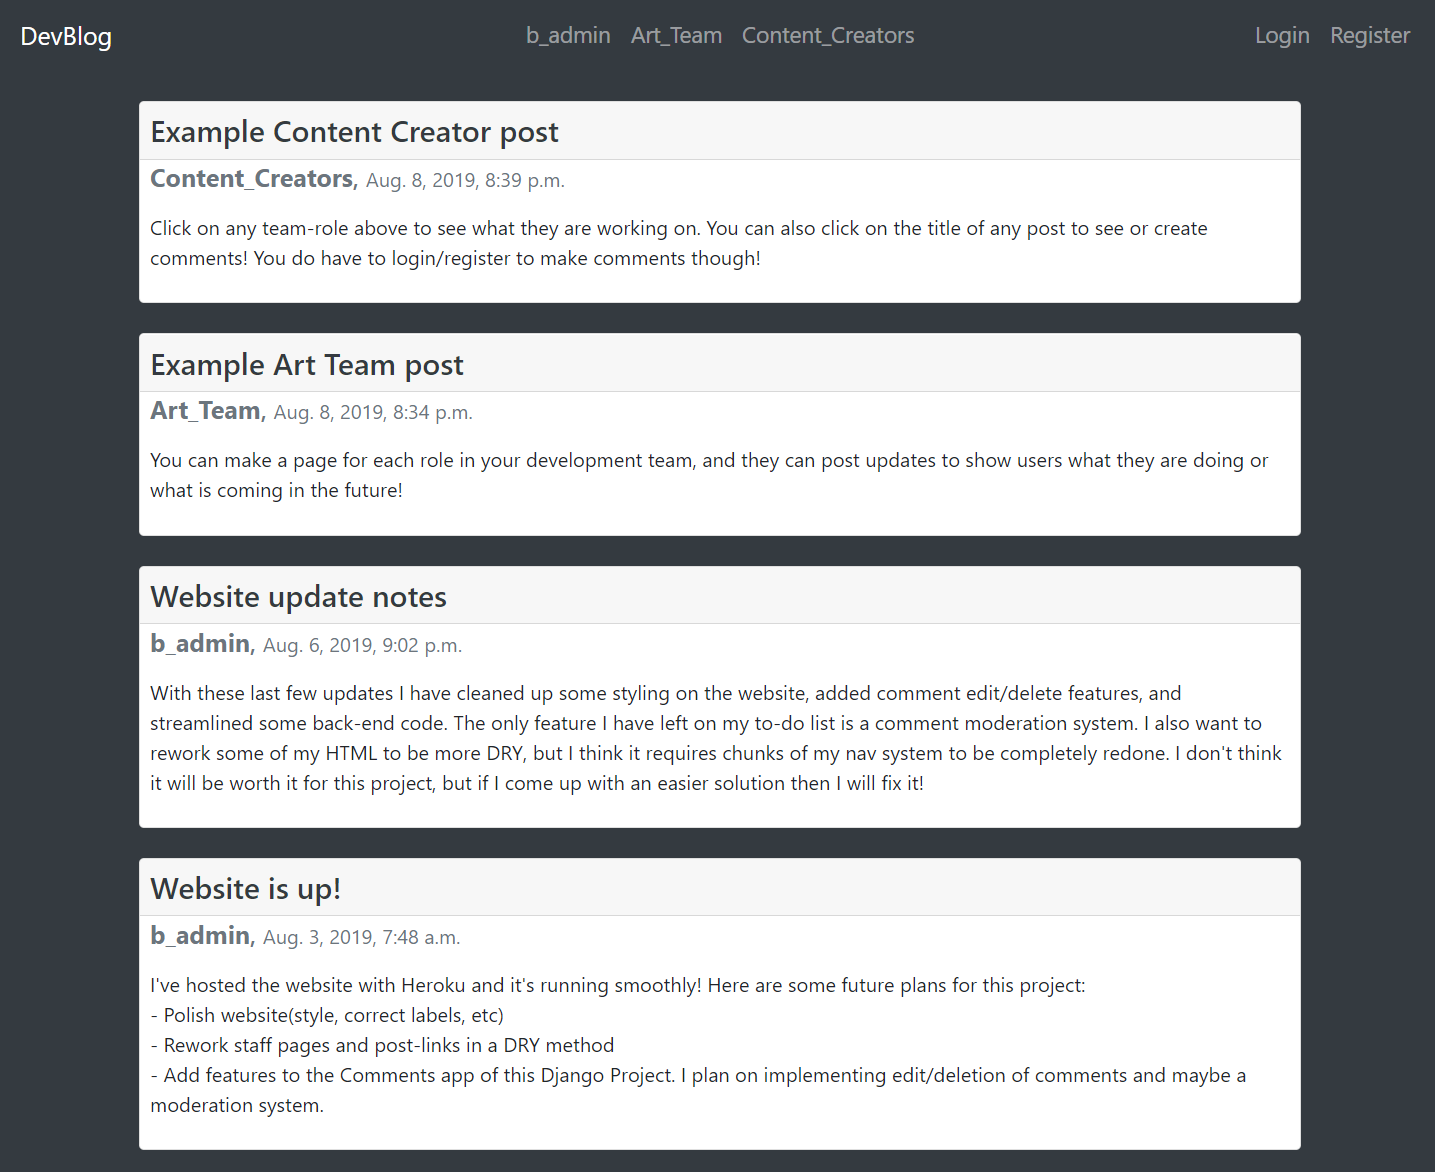 DevBlog b_admin Art_Team Content_Creators Login Register
Example Content Creator post
Content_Creators, Aug. 8, 2019, 8:39 p.m.
Click on any team-role above to see what they are working on. You can also click on the title of any post to see or create
comments! You do have to login/register to make comments though!
Example Art Team post
Art_Team, Aug. 8, 2019, 8:34 p.m.
You can make a page for each role in your development team, and they can post updates to show users what they are doing or
what is coming in the future!
Website update notes
b_admin, Aug. 6, 2019, 9:02 p.m.
With these last few updates I have cleaned up some styling on the website, added comment edit/delete features, and
streamlined some back-end code. The only feature I have left on my to-do list is a comment moderation system. I also want to
rework some of my HTML to be more DRY, but I think it requires chunks of my nav system to be completely redone. I don't think
it will be worth it for this project, but if I come up with an easier solution then I will fix it!
Website is up!
b_admin, Aug. 3, 2019, 7:48 a.m.
I've hosted the website with Heroku and it's running smoothly! Here are some future plans for this project:
- Polish website(style, correct labels, etc)
- Rework staff pages and post-links in a DRY method
- Add features to the Comments app of this Django Project. I plan on implementing edit/deletion of comments and maybe a
moderation system.